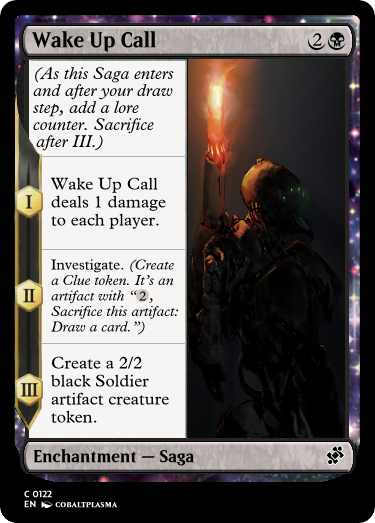 Wake Up Call 2
(As this Saga enters
and after your draw
step, add a lore
counter. Sacrifice
after III.)
I
Wake Up Call
deals 1 damage
to each player.
II
Investigate. (Create
a Clue token. It's an
artifact with “2,
Sacrifice this artifact:
Draw a card.”)
III
Create a 2/2
black Soldier
artifact creature
token.
Enchantment — Saga
C 0122
EN COBALTPLASMA